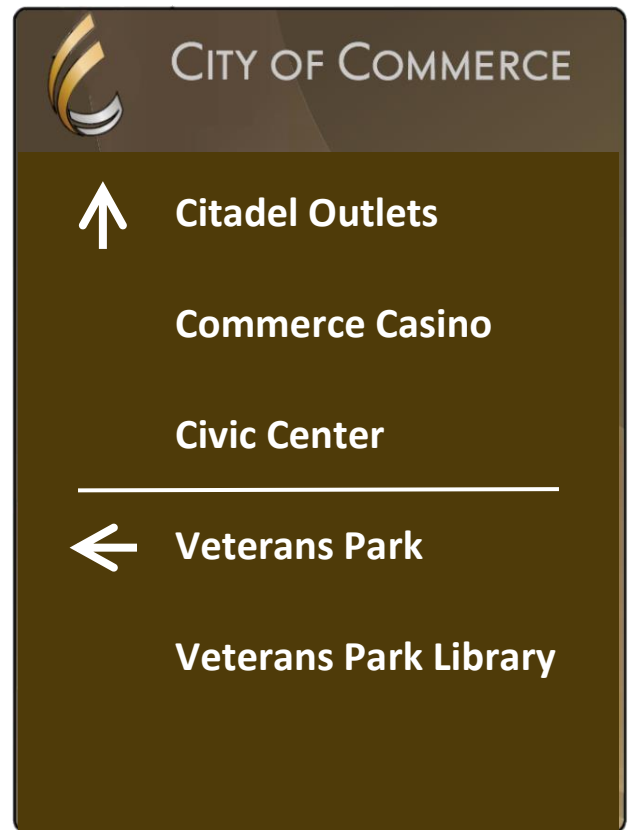 CITY OF COMMERCE
Citadel Outlets
Commerce Casino
Civic Center
Veterans Park
Veterans Park Library